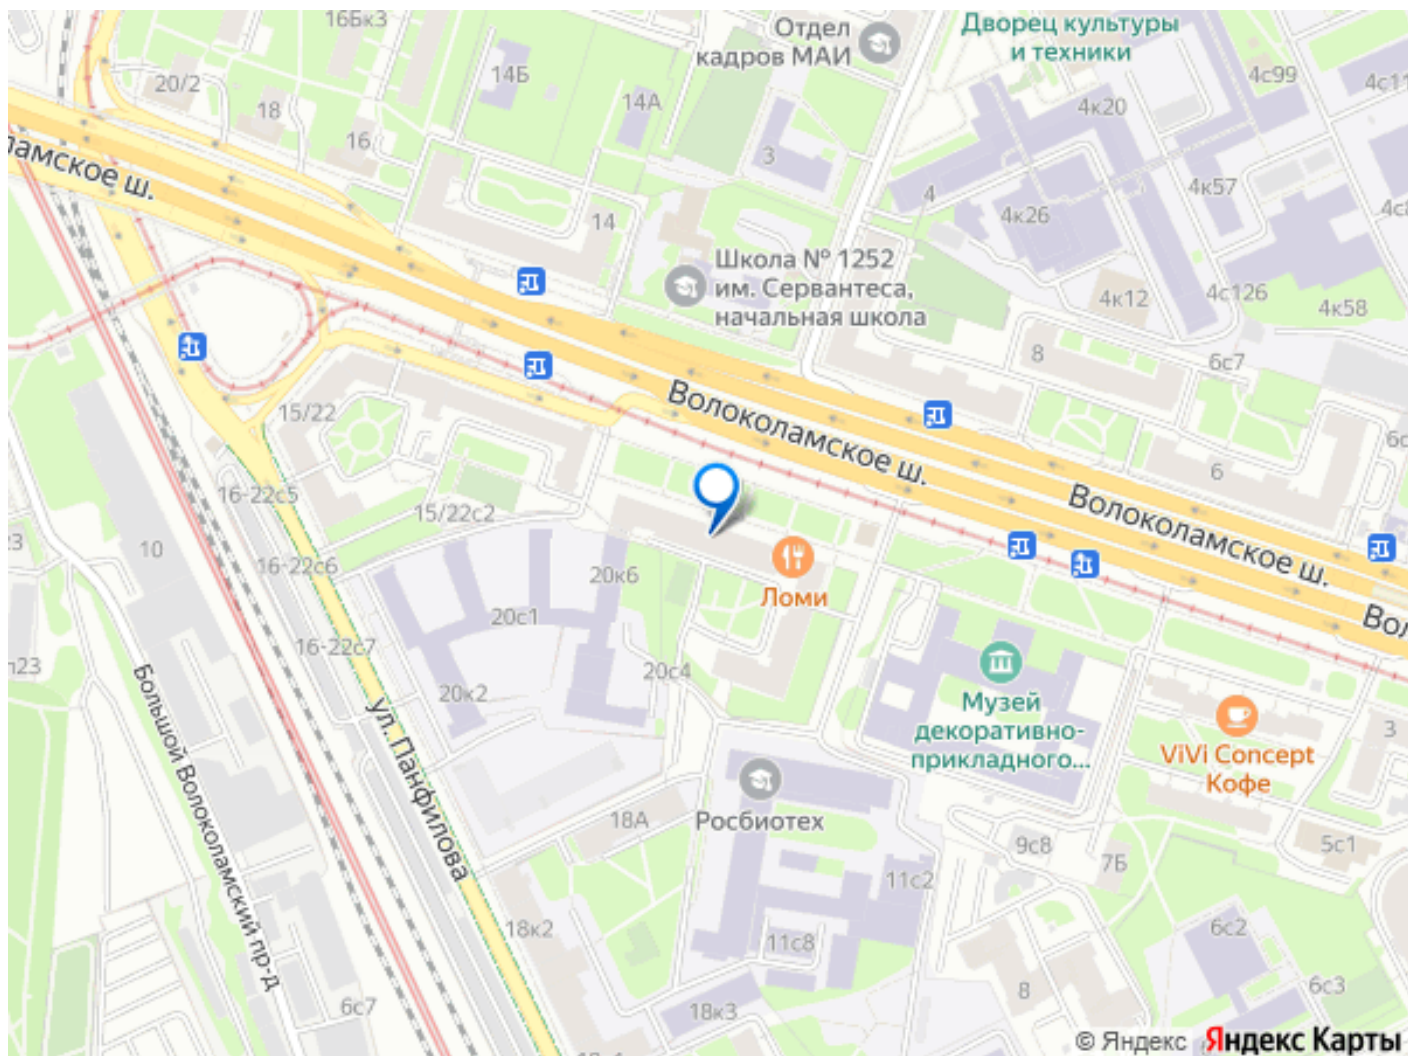 16Бк3
Отдел
кадров МАИ
Дворец культуры
и техники
20/2
14Б
14А
4с99
4с11
18
16
3
4к20
ламское ш.
14
4
4к26
4к57
4с8
Школа № 1252
им. Сервантеса,
начальная школа
4к12
4с126
4к58
8
6с7
15/22
Волоколамское ш.
6
16-22с5
15/22с2
Волоколамское ш.
10
16-22с6
20к6
Ломи
20с1
Вол
16-22с7
20с4
20к2
Музей
декоративно-
прикладного...
ViVi Concept
Кофе
3
Большой Волоколамский пр-д
ул. Панфилова
18А
Росбиотех
9с8
7Б
5с1
11с2
18к2
11с8
6с2
6с7
18к3
8
6с3
© Яндекс Яндекс Карты